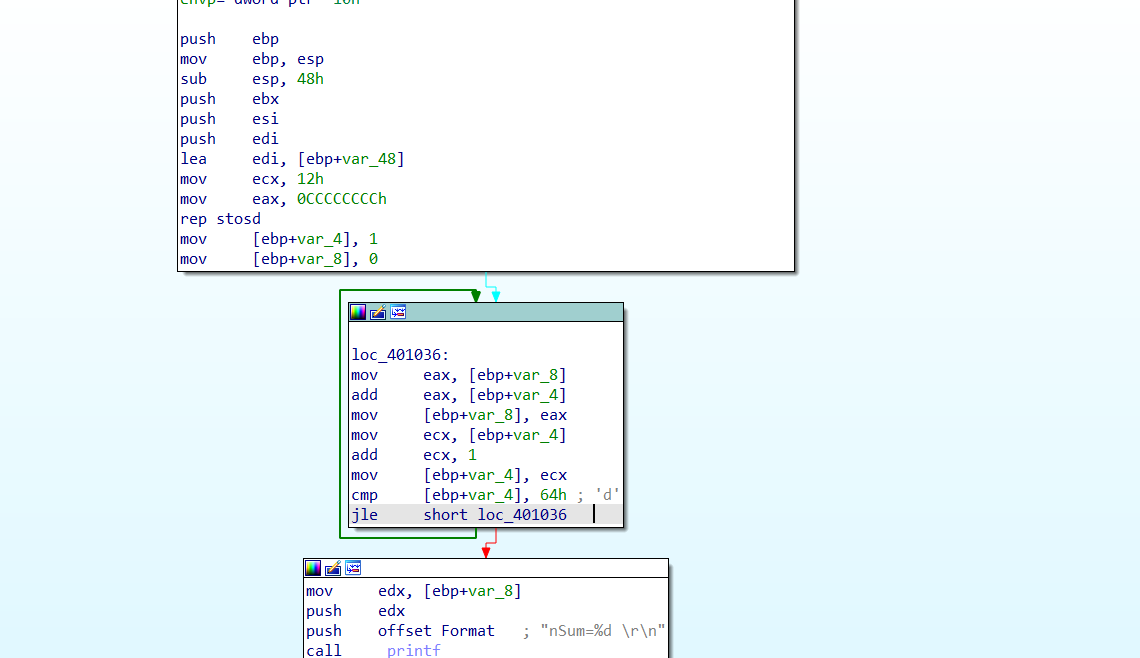 envp= dword ptr  10h
push    ebp
mov     ebp, esp
sub     esp, 48h
push    ebx
push    esi
push    edi
lea     edi, [ebp+var_48]
mov     ecx, 12h
mov     eax, 0CCCCCCCCh
rep stosd
mov     [ebp+var_4], 1
mov     [ebp+var_8], 0
loc_401036:
mov     eax, [ebp+var_8]
add     eax, [ebp+var_4]
mov     [ebp+var_8], eax
mov     ecx, [ebp+var_4]
add     ecx, 1
mov     [ebp+var_4], ecx
cmp     [ebp+var_4], 64h ; 'd'
jle     short loc_401036
mov     edx, [ebp+var_8]
push    edx
push    offset Format   ; "nSum=%d \r\n"
call    _printf